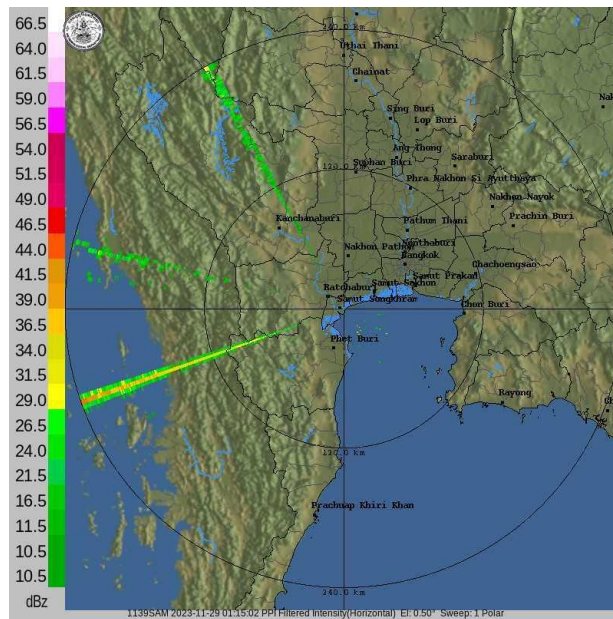 66.5
64.0
61.5
59.0
56.5
54.0
51.5
49.0
46.5
44.0
41.5
39.0
36.5
34.0
31.5
29.0
26.5
24.0
21.5
16.5
11.5
10.5
10.5
dBz
240.0 km
Uthai Thani
Chainat
Sing Buri
Lop Buri
Ang Thong
Saraburi
120.0 km
Suphan Buri
Phra Nakhon Si Ayutthaya
Nakhon Nayok
Kanchanaburi
Pathum Thani
Prachin Buri
Nonthaburi
Nakhon Pathom
Bangkok
Chachoengsao
Samut Prakan
Samut Sakhon
Ratchaburi
Samut Songkhram
Chon Buri
Phet Buri
Rayong
120.0 km
Prachuap Khiri Khan
240.0 km
1139SAM 2023-11-29 01:15:02 PPI Filtered Intensity(Horizontal) El: 0.50° Sweep: 1 Polar